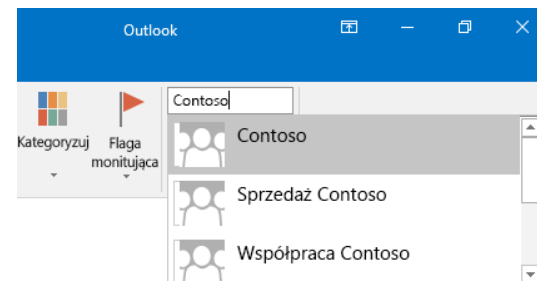 Outlook
Contoso
Kategoryzuj
Flaga
monitująca
Contoso
Sprzedaż Contoso
Współpraca Contoso